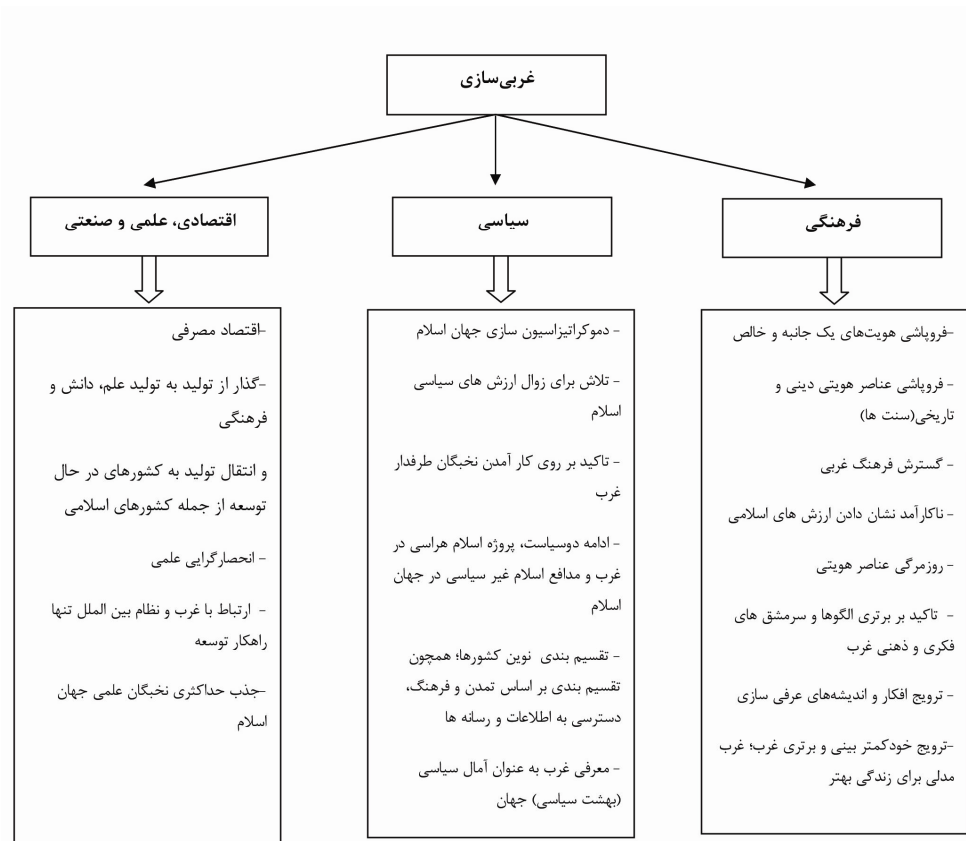 غربی‌سازی
فرهنگی
سیاسی
اقتصادی، علمی و صنعتی
-فروپاشی هویت‌های یک جانبه و خالص
- فروپاشی عناصر هویتی دینی و
تاریخی(سنت ها)
- گسترش فرهنگ غربی
- ناکارآمد نشان دادن ارزش های اسلامی
- روزمرگی عناصر هویتی
- تاکید بر برتری الگوها و سرمشق های
فکری و ذهنی غرب
- ترویج افکار و اندیشه‌های عرفی سازی
-ترویج خودکمتر بینی و برتری غرب؛ غرب
مدلی برای زندگی بهتر
- دموکراتیزاسیون سازی جهان اسلام
- تلاش برای زوال ارزش های سیاسی
اسلام
- تاکید بر روی کار آمدن نخبگان طرفدار
غرب
- ادامه دوسیاست، پروژه اسلام هراسی در
غرب و مدافع اسلام غیر سیاسی در جهان
اسلام
- تقسیم بندی نوین کشورها؛ همچون
تقسیم بندی بر اساس تمدن و فرهنگ،
دسترسی به اطلاعات و رسانه ها
- معرفی غرب به عنوان آمال سیاسی
(بهشت سیاسی) جهان
-اقتصاد مصرفی
-گذار از تولید به تولید علم، دانش و
فرهنگی
و انتقال تولید به کشورهای در حال
توسعه از جمله کشورهای اسلامی
- انحصارگرایی علمی
- ارتباط با غرب و نظام بین الملل تنها
راهکار توسعه
-جذب حداکثری نخبگان علمی جهان
اسلام